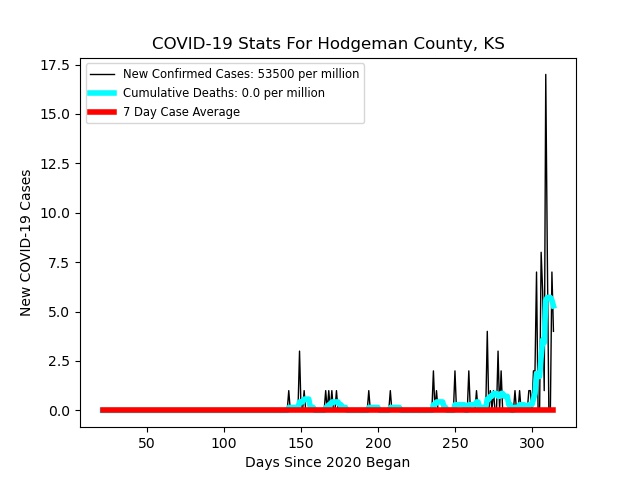 COVID-19 Stats For Hodgeman County, KS
New Confirmed Cases: 53500 per million
Cumulative Deaths: 0.0 per million
7 Day Case Average
New COVID-19 Cases
17.5
15.0
12.5
10.0
7.5
5.0
2.5
0.0
50 100 150 200 250 300
Days Since 2020 Began